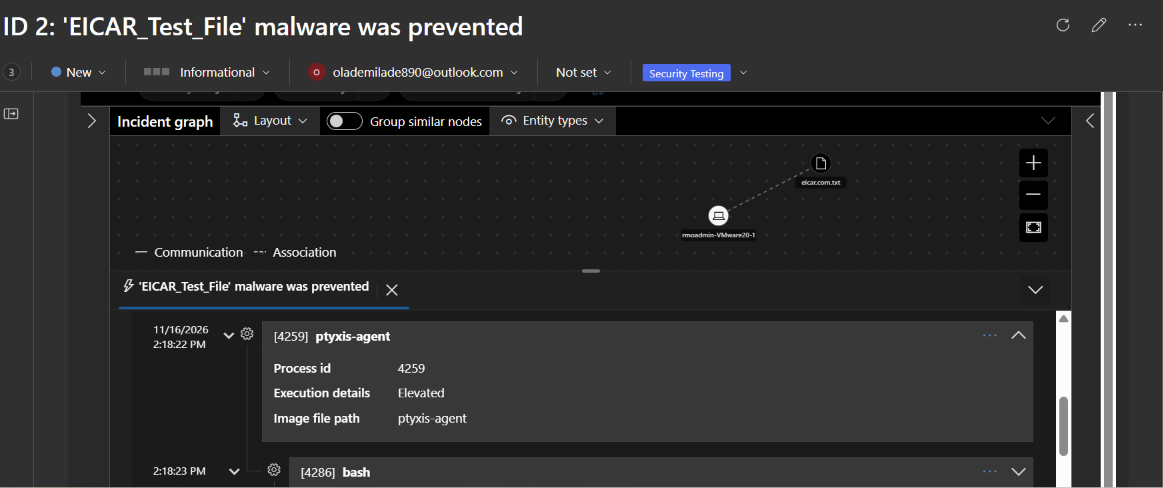 ID 2: 'EICAR_Test_File' malware was prevented
3 New Informational O olademilade890@outlook.com Not set Security Testing
Incident graph Layout Group similar nodes Entity types
eicar.com.txt
rmoadmin-VMware20-1
Communication Association
'EICAR_Test_File' malware was prevented
11/16/2026
2:18:22 PM
[4259] ptyxis-agent
Process id 4259
Execution details Elevated
Image file path ptyxis-agent
2:18:23 PM [4286] bash